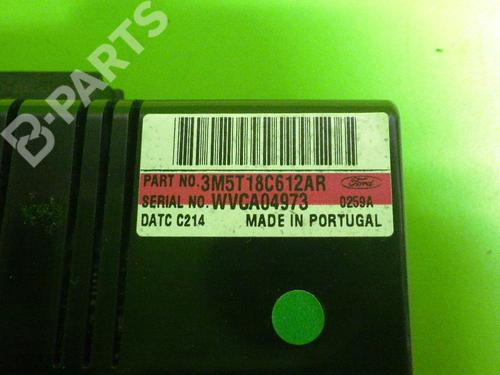 B-PARTS
PART NO. 3M5T18C612AR Ford
SERIAL NO. WVCA04973 0259A
DATC C214 MADE IN PORTUGAL